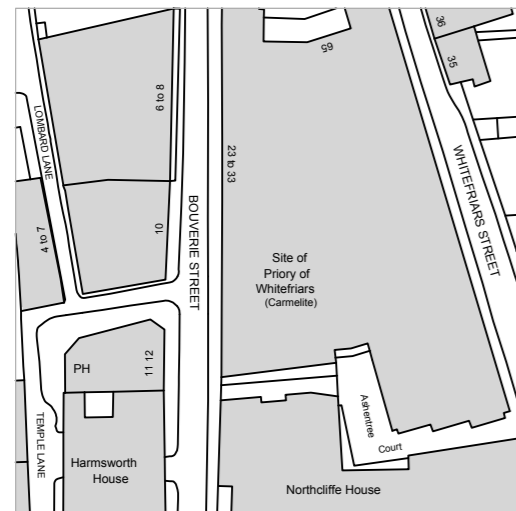 36
35
65
6 to 8
LOMBARD LANE
23 to 33
WHITEFRIARS STREET
4 to 7
10
BOUVERIE STREET
Site of
Priory of
Whitefriars
(Carmelite)
PH
11 12
Ashentree
Court
TEMPLE LANE
Harmsworth
House
Northcliffe House